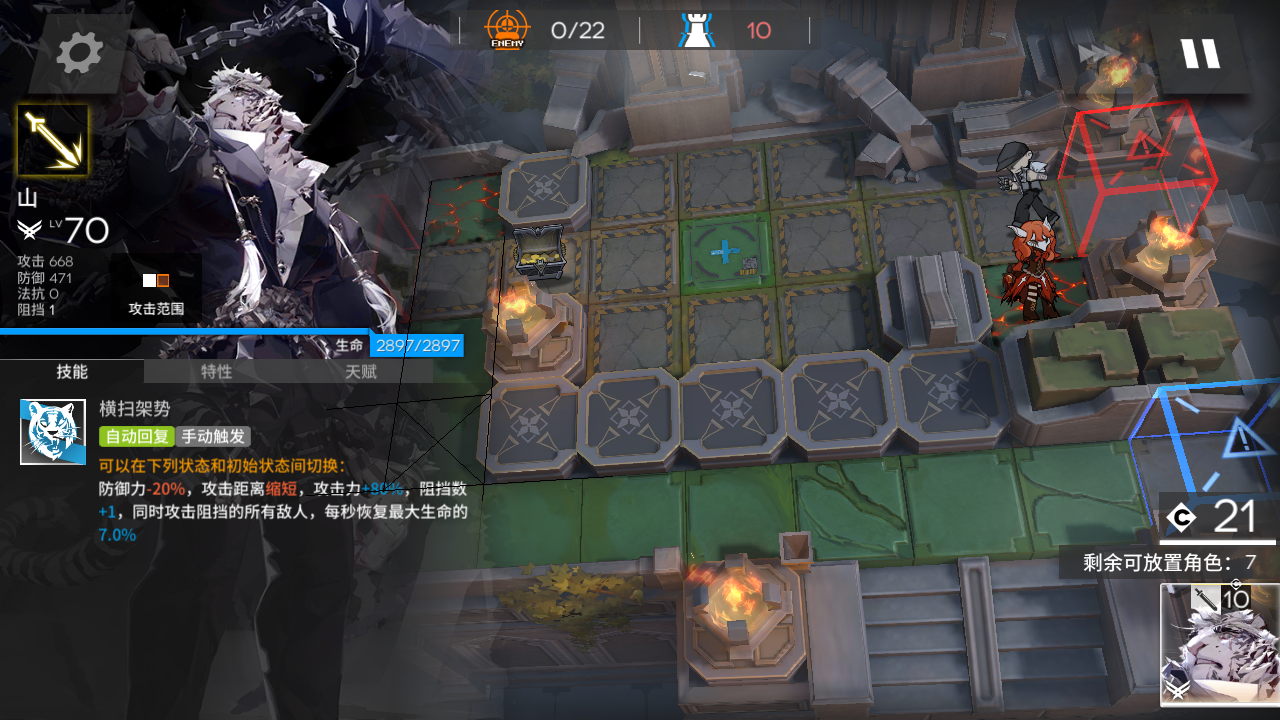 ENEMY 0/22 10
山
LV 70
攻击 668
防御 471
法抗 0
阻挡 1
攻击范围
生命 2897/2897
技能 特性 天赋
横扫架势
自动回复 手动触发
可以在下列状态和初始状态间切换：
防御力-20%，攻击距离缩短，攻击力+80%，阻挡数
+1，同时攻击阻挡的所有敌人，每秒恢复最大生命的
7.0%
C 21
剩余可放置角色：7
C
10